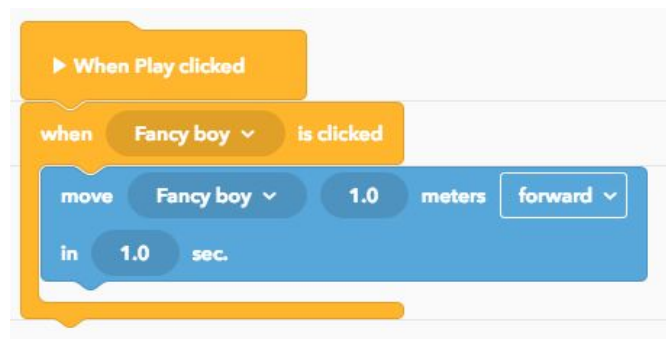 When Play clicked
when Fancy boy is clicked
move Fancy boy 1.0 meters forward
in 1.0 sec.